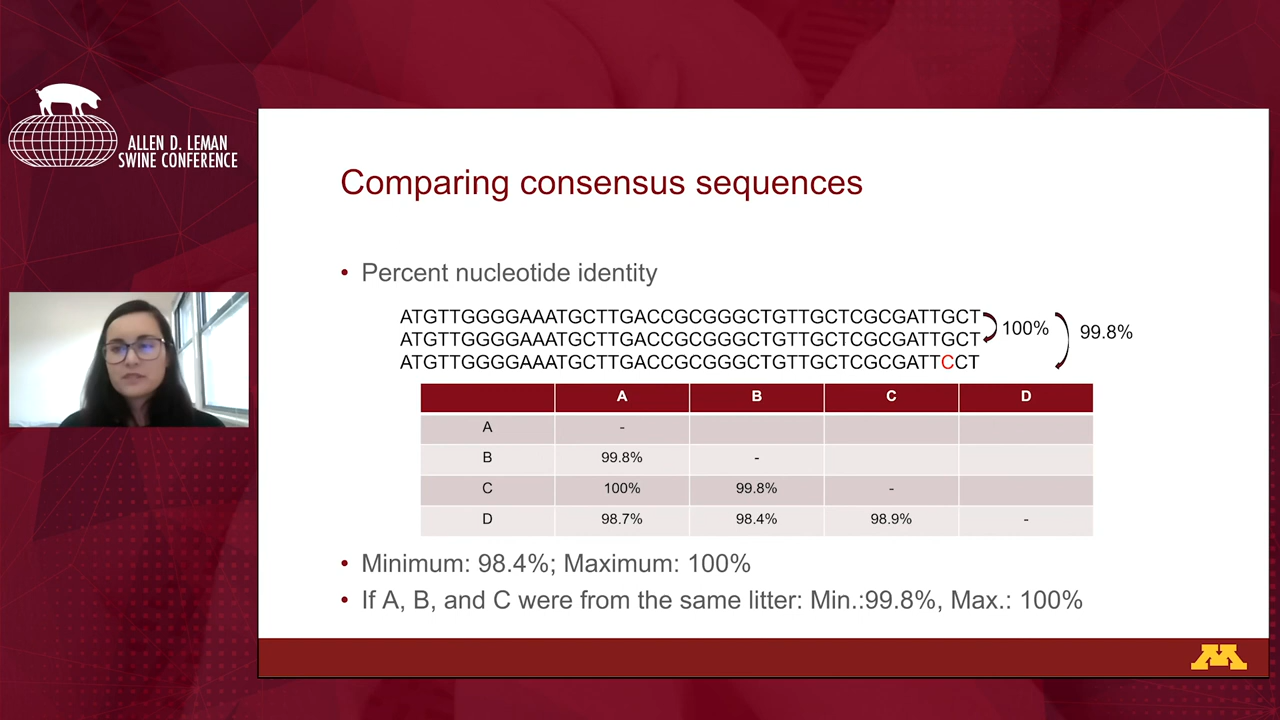 ALLEN D. LEMAN
SWINE CONFERENCE
Comparing consensus sequences
• Percent nucleotide identity
ATGTTGGGGAAATGCTTGACCGCGGGCTGTTGCTCGCGATTGCT
ATGTTGGGGAAATGCTTGACCGCGGGCTGTTGCTCGCGATTGCT
ATGTTGGGGAAATGCTTGACCGCGGGCTGTTGCTCGCGATTCCT
100%
99.8%
A B C D
A -
B 99.8% -
C 100% 99.8% -
D 98.7% 98.4% 98.9% -
• Minimum: 98.4%; Maximum: 100%
• If A, B, and C were from the same litter: Min.:99.8%, Max.: 100%
M